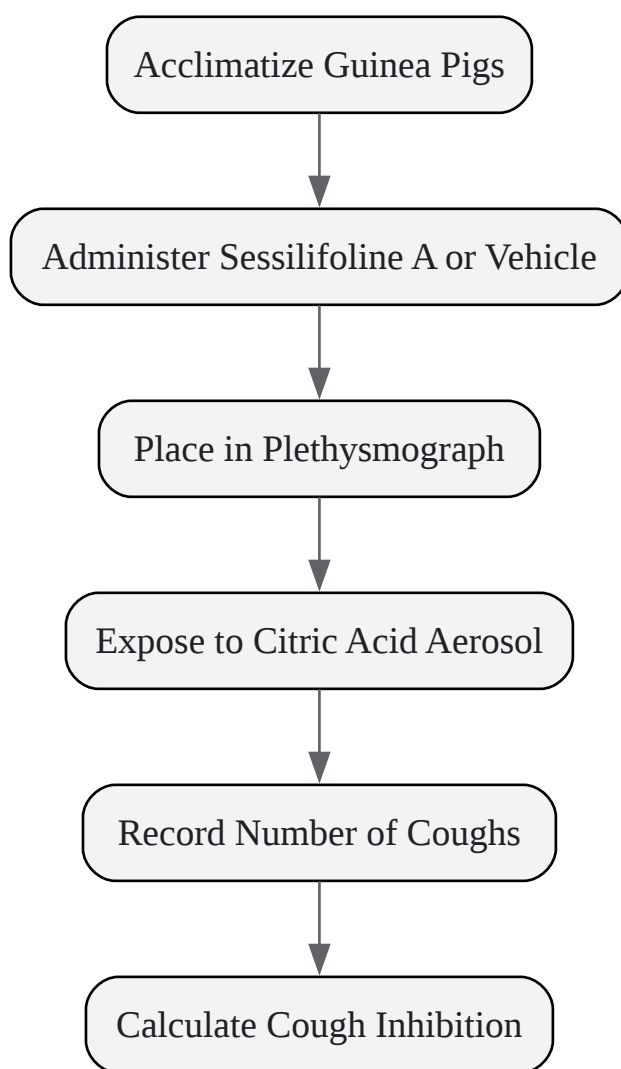 Acclimatize Guinea Pigs
Administer Sessilifoline A or Vehicle
Place in Plethysmograph
Expose to Citric Acid Aerosol
Record Number of Coughs
Calculate Cough Inhibition